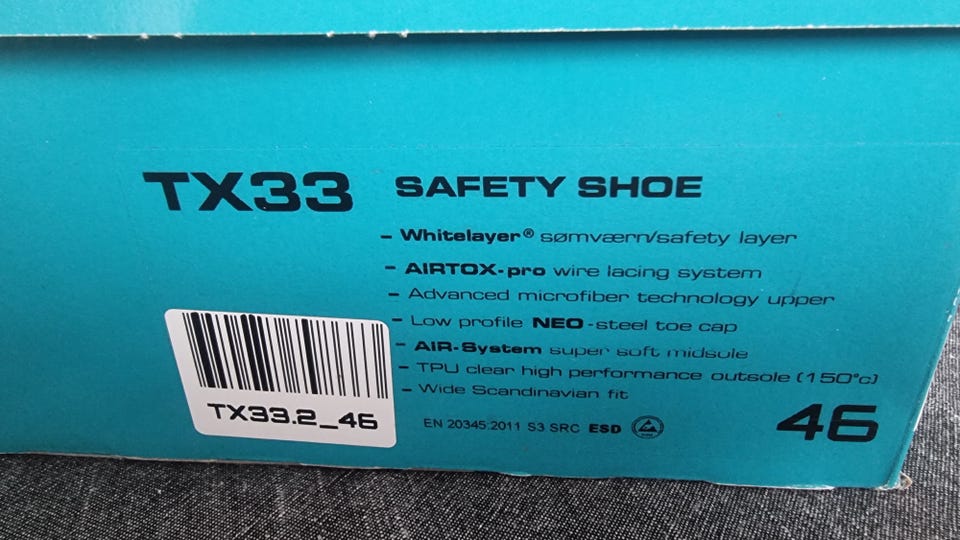 TX33 SAFETY SHOE
– Whitelayer® sømværn/safety layer
– AIRTOX-pro wire lacing system
– Advanced microfiber technology upper
– Low profile NEO-steel toe cap
– AIR-System super soft midsole
– TPU clear high performance outsole (150°c)
– Wide Scandinavian fit
TX33.2_46
EN 20345:2011 S3 SRC ESD
46